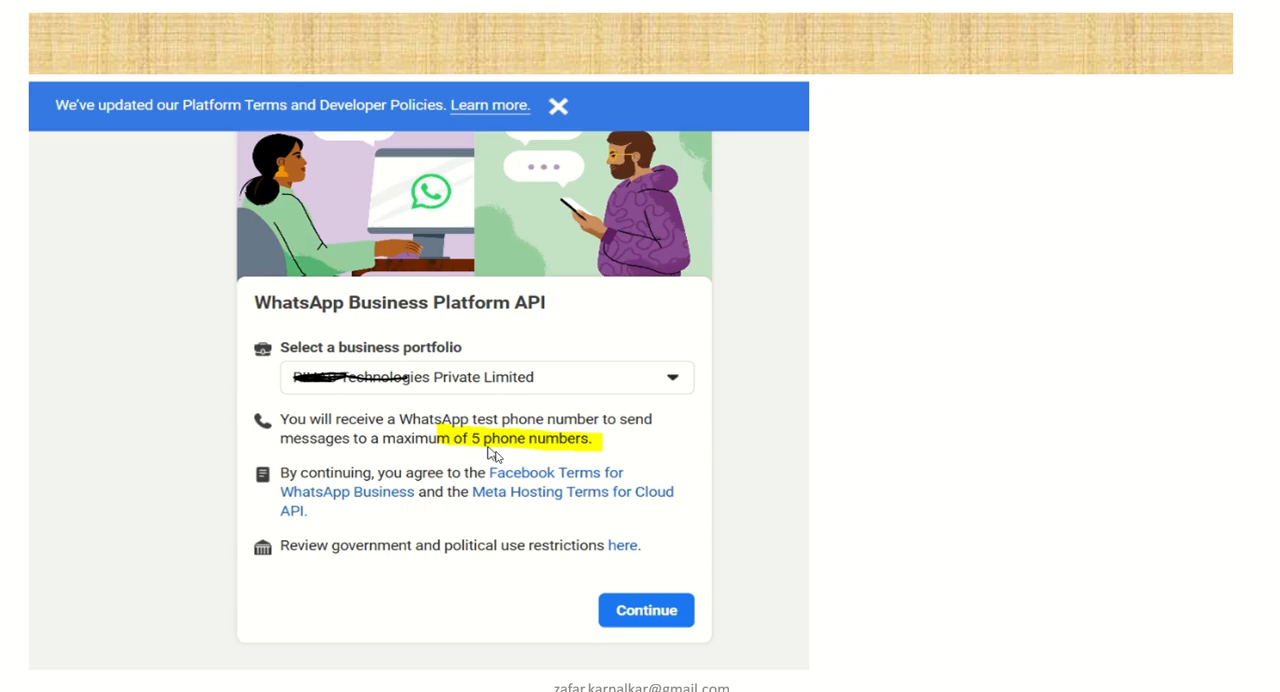 We've updated our Platform Terms and Developer Policies. Learn more.
WhatsApp Business Platform API
Select a business portfolio
Technologies Private Limited
You will receive a WhatsApp test phone number to send
messages to a maximum of 5 phone numbers.
By continuing, you agree to the Facebook Terms for
WhatsApp Business and the Meta Hosting Terms for Cloud
API.
Review government and political use restrictions here.
Continue
zafar.karnalkar@gmail.com